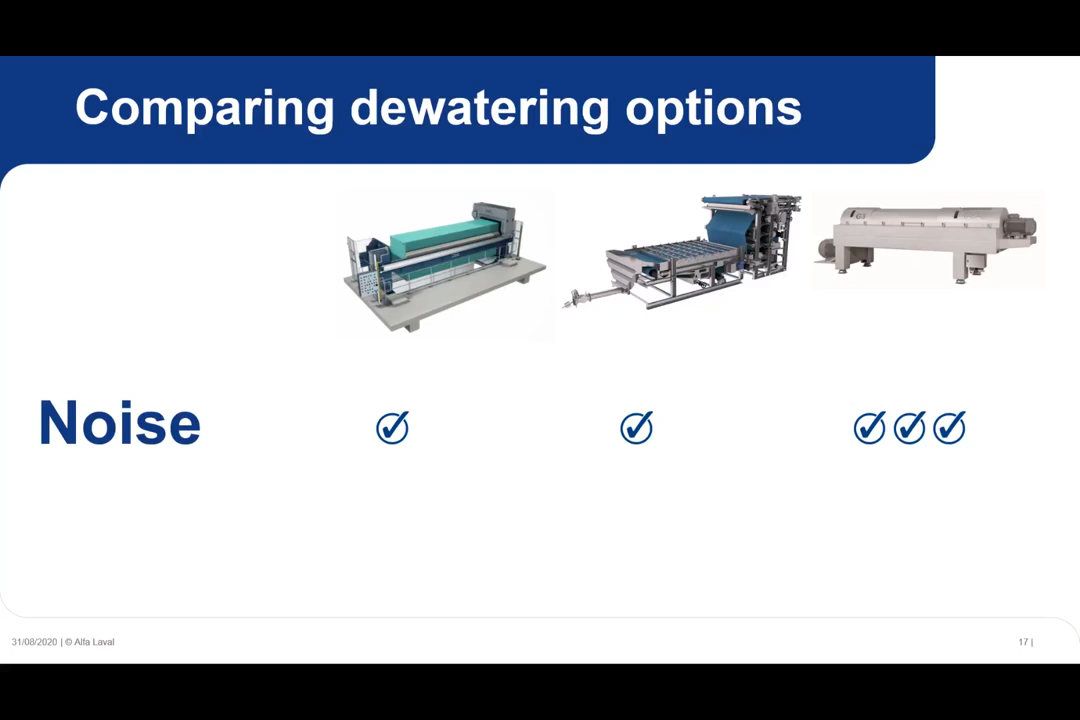 Comparing dewatering options
Noise
31/08/2020 | © Alfa Laval
17 |